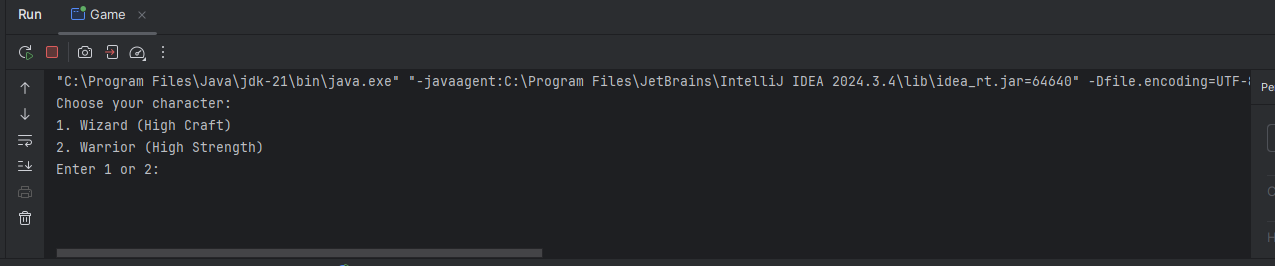 Run Game
"C:\Program Files\Java\jdk-21\bin\java.exe" "-javaagent:C:\Program Files\JetBrains\IntelliJ IDEA 2024.3.4\lib\idea_rt.jar=64640" -Dfile.encoding=UTF-8
Choose your character:
1. Wizard (High Craft)
2. Warrior (High Strength)
Enter 1 or 2:
Pe